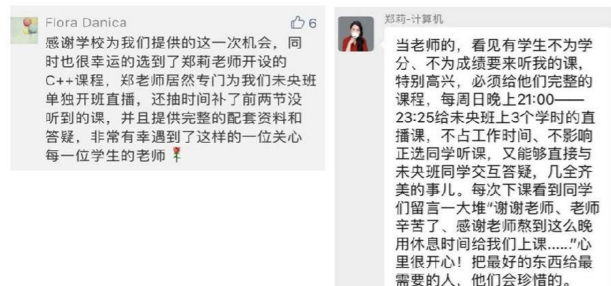 Fiora Danica
6
感谢学校为我们提供的这一次机会，同
时也很幸运的选到了郑莉老师开设的
C++课程，郑老师居然专门为我们未央班
单独开班直播，还抽时间补了前两节没
听到的课，并且提供完整的配套资料和
答疑，非常有幸遇到了这样的一位关心
每一位学生的老师🌹
郑莉-计算机
当老师的，看见有学生不为学
分、不为成绩要来听我的课，
特别高兴，必须给他们完整的
课程，每周日晚上21:00——
23:25给未央班上3个学时的直
播课，不占工作时间、不影响
正选同学听课，又能够直接与
未央班同学交互答疑，几全齐
美的事儿。每次下课看到同学
们留言一大堆“谢谢老师、老师
辛苦了、感谢老师熬到这么晚
用休息时间给我们上课......”心
里很开心！把最好的东西给最
需要的人，他们会珍惜的。